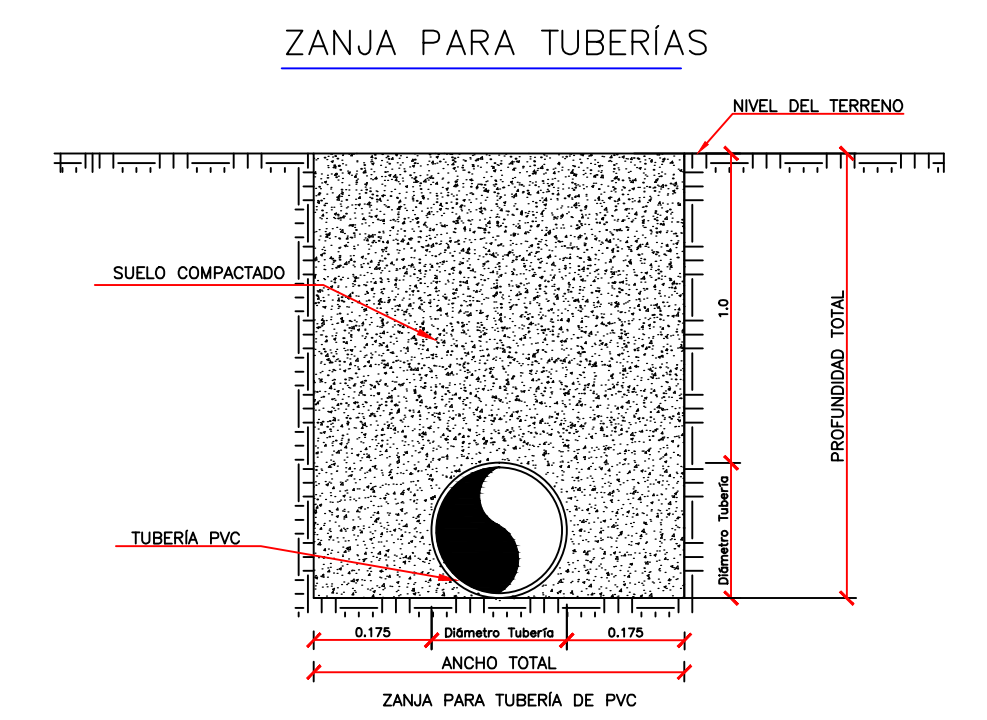 ZANJA PARA TUBERÍAS
NIVEL DEL TERRENO
SUELO COMPACTADO
1.0
PROFUNDIDAD TOTAL
Diámetro Tubería
TUBERÍA PVC
0.175
Diámetro Tubería
0.175
ANCHO TOTAL
ZANJA PARA TUBERÍA DE PVC